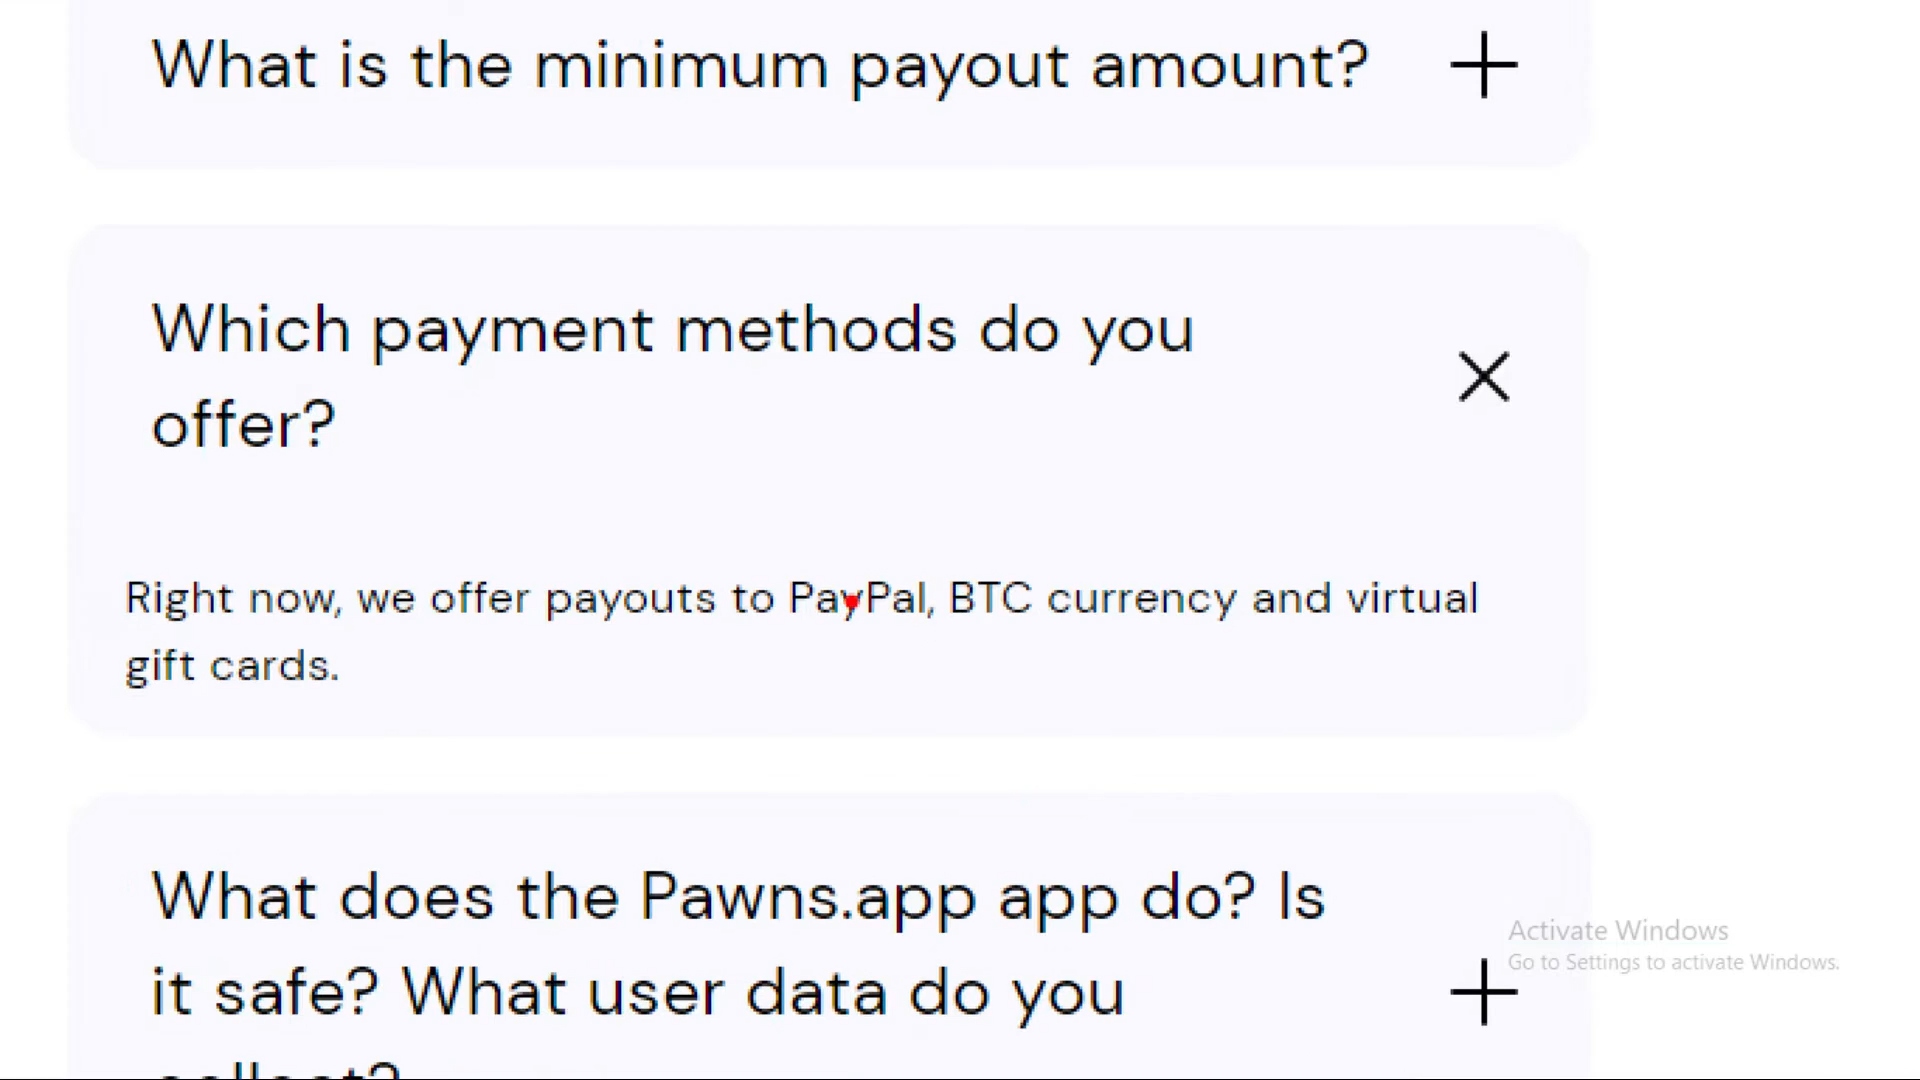 What is the minimum payout amount?
Which payment methods do you
offer?
Right now, we offer payouts to PayPal, BTC currency and virtual
gift cards.
What does the Pawns.app app do? Is
it safe? What user data do you
collect?
Activate Windows
Go to Settings to activate Windows.